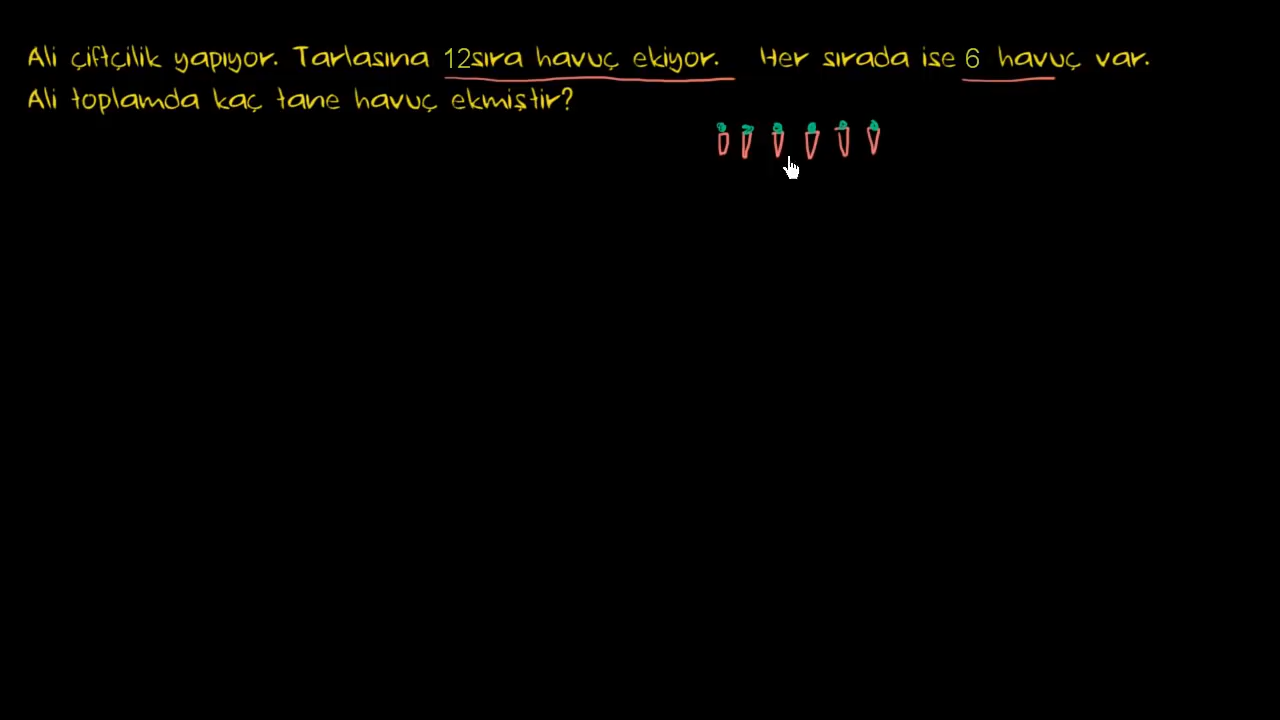 Ali çiftçilik yapıyor. Tarlasına 12sıra havuç ekiyor. Her sırada ise 6 havuç var.
Ali toplamda kaç tane havuç ekmiştir?